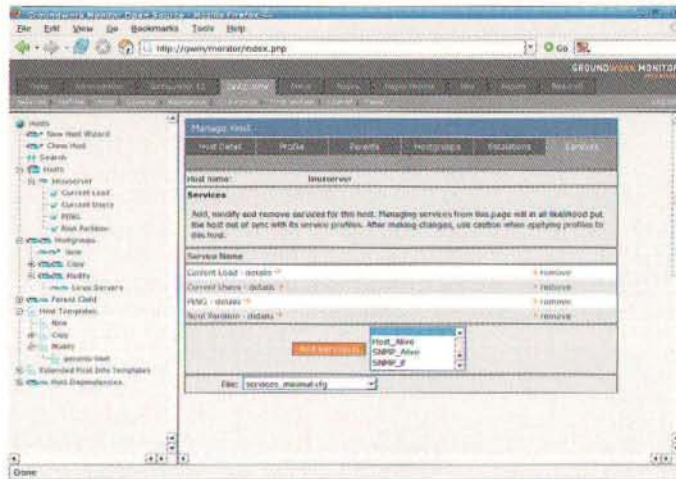 Groundwork Monitor Open Source - Mozilla Firefox
File Edit View Go Bookmarks Tools Help
http://gwm/monitor/index.php
Go
GROUNDWORK MONITOR
Manage Host
Host Detail Profile Parents Hostgroups Escalations Services
Host name: linuxserver
Services
Add, modify and remove services for this host. Managing services from this page will in all likelihood put
the host out of sync with its service profiles. After making changes, use caution when applying profiles to
this host.
Service Name
Current Load - details remove
Current Users - details remove
PING - details remove
Root Partition - details remove
Add Service(s)
Host_Alive
SNMP_Alive
SNMP_if
File: services_minimal.cfg
Hosts
New Host Wizard
Clone Host
Search
Hosts
linuxserver
Current Load
Current Users
PING
Root Partition
Hostgroups
New
Copy
Modify
Linux Servers
Parent Child
Host Templates
New
Copy
Modify
generic-host
Extended Host Info Templates
Host Dependencies
Done